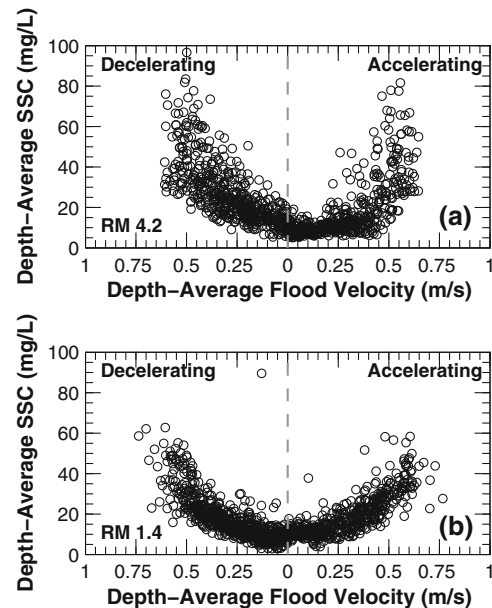 Depth−Average SSC (mg/L)
100
80
60
40
20
0
Decelerating
Accelerating
RM 4.2
(a)
1
0.75
0.5
0.25
0
0.25
0.5
0.75
1
Depth−Average Flood Velocity (m/s)
Depth−Average SSC (mg/L)
100
80
60
40
20
0
Decelerating
Accelerating
RM 1.4
(b)
1
0.75
0.5
0.25
0
0.25
0.5
0.75
1
Depth−Average Flood Velocity (m/s)